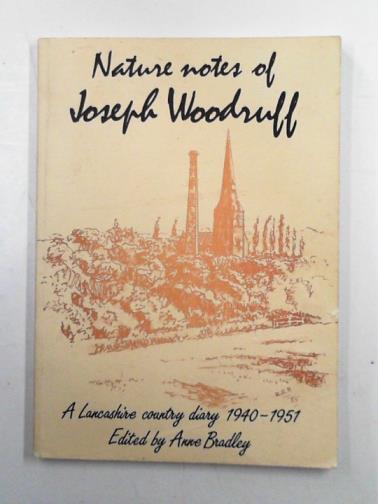 Nature notes of
Joseph Woodruff
A Lancashire country diary 1940-1951
Edited by Anne Bradley